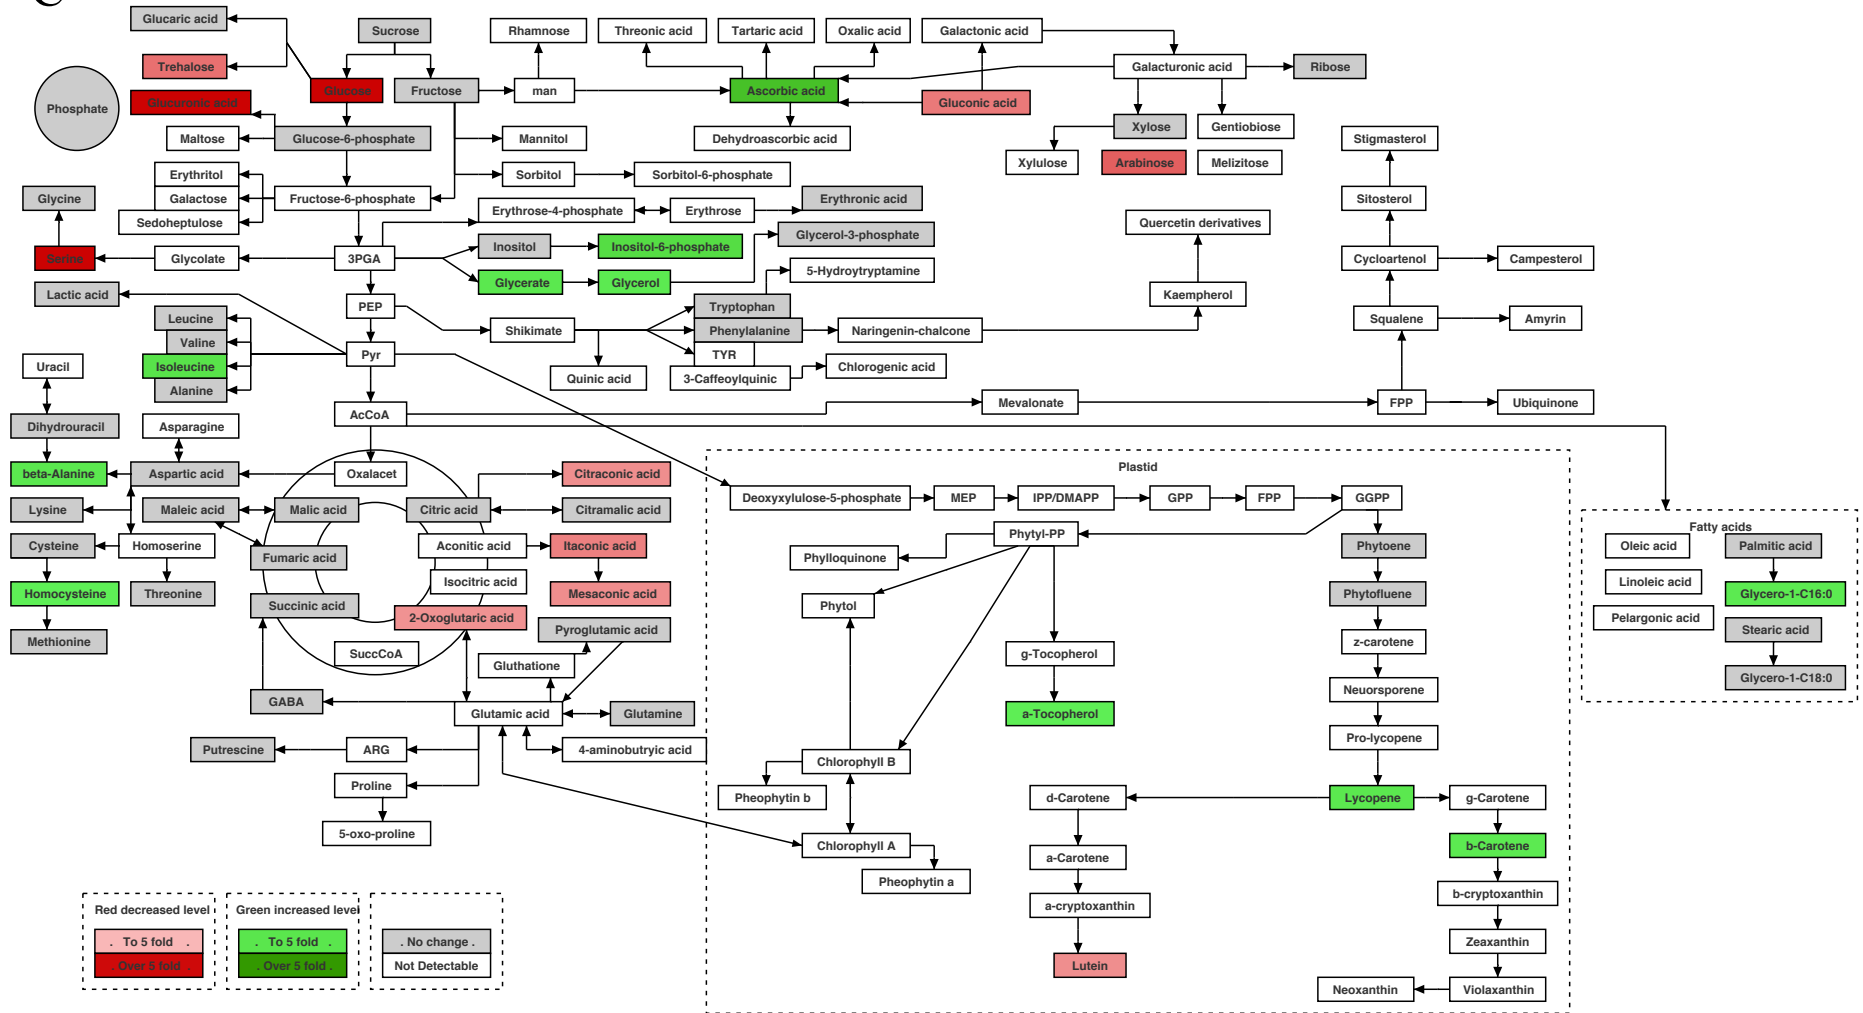 Glucaric acid
Sucrose
Rhamnose
Threonic acid
Tartaric acid
Oxalic acid
Galactonic acid
Trehalose
Galacturonic acid
Ribose
Phosphate
Glucose
Fructose
man
Ascorbic acid
Gluconic acid
Glucuronic acid
Maltose
Glucose-6-phosphate
Mannitol
Dehydroascorbic acid
Xylose
Gentiobiose
Stigmasterol
Xylulose
Arabinose
Melizitose
Erythritol
Sorbitol
Sorbitol-6-phosphate
Glycine
Galactose
Fructose-6-phosphate
Erythronic acid
Sitosterol
Sedoheptulose
Erythrose-4-phosphate
Erythrose
Quercetin derivatives
Glycerol-3-phosphate
Inositol
Inositol-6-phosphate
Serine
Glycolate
3PGA
5-Hydroytryptamine
Cycloartenol
Campesterol
Glycerate
Glycerol
Lactic acid
Kaempherol
PEP
Tryptophan
Leucine
Shikimate
Phenylalanine
Naringenin-chalcone
Squalene
Amyrin
Valine
Pyr
TYR
Uracil
Isoleucine
Quinic acid
3-Caffeoylquinic
Chlorogenic acid
Alanine
AcCoA
Mevalonate
FPP
Ubiquinone
Dihydrouracil
Asparagine
beta-Alanine
Aspartic acid
Oxalacet
Citraconic acid
Plastid
Lysine
Maleic acid
Malic acid
Citric acid
Citramalic acid
Deoxyxylulose-5-phosphate
MEP
IPP/DMAPP
GPP
FPP
GGPP
Fatty acids
Cysteine
Homoserine
Fumaric acid
Aconitic acid
Itaconic acid
Phytyl-PP
Phylloquinone
Phytoene
Oleic acid
Palmitic acid
Isocitric acid
Linoleic acid
Homocysteine
Threonine
Succinic acid
2-Oxoglutaric acid
Mesaconic acid
Phytol
Phytofluene
Glycero-1-C16:0
Pelargonic acid
Methionine
Pyroglutamic acid
z-carotene
Stearic acid
SuccCoA
Gluthatione
g-Tocopherol
Glycero-1-C18:0
GABA
Neuorsporene
Glutamic acid
Glutamine
a-Tocopherol
Putrescine
ARG
4-aminobutryic acid
Pro-lycopene
Chlorophyll B
Proline
Pheophytin b
d-Carotene
Lycopene
g-Carotene
5-oxo-proline
Chlorophyll A
b-Carotene
a-Carotene
Pheophytin a
b-cryptoxanthin
a-cryptoxanthin
Zeaxanthin
Lutein
Neoxanthin
Violaxanthin
Red decreased level
Green increased level
. To 5 fold .
. To 5 fold .
. No change .
. Over 5 fold .
. Over 5 fold .
Not Detectable